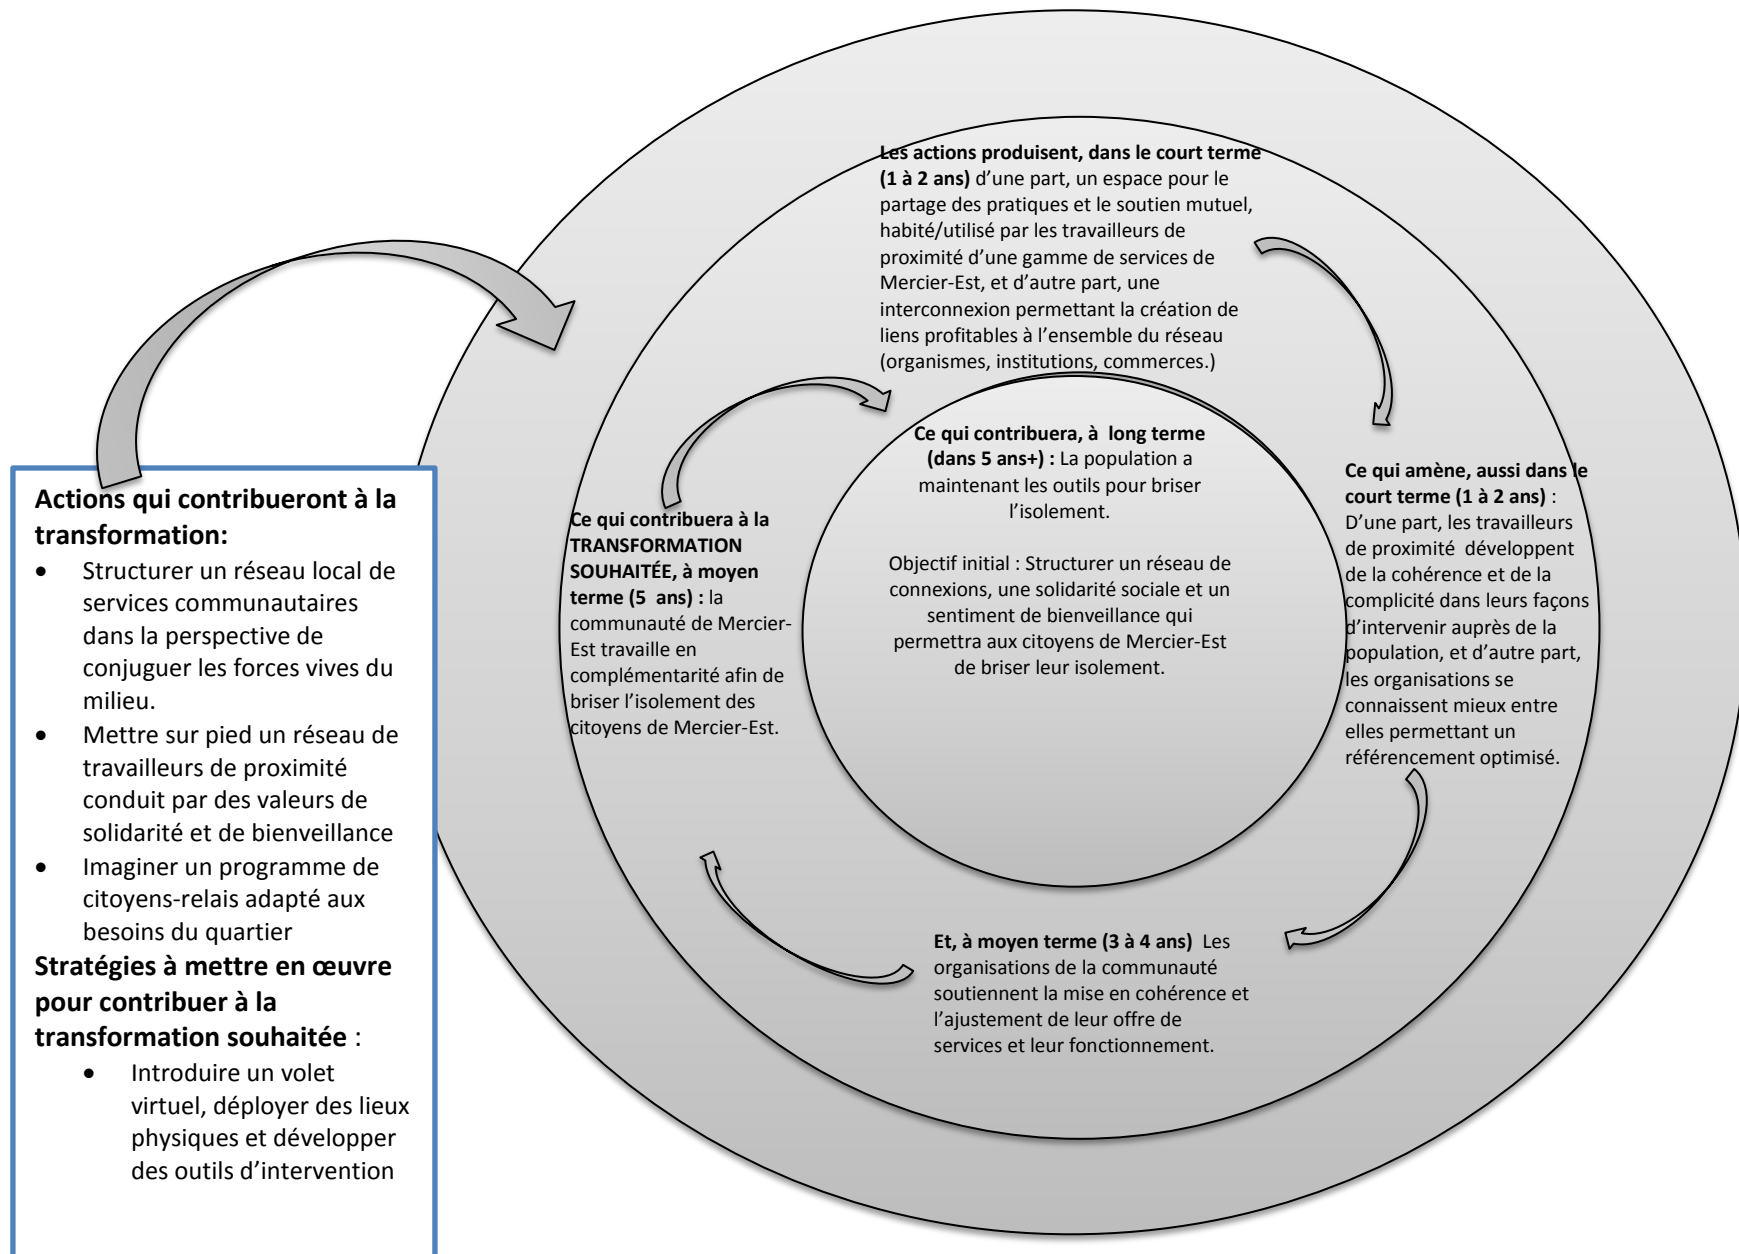 Actions qui contribueront à la
transformation:
• Structurer un réseau local de
services communautaires
dans la perspective de
conjuguer les forces vives du
milieu.
• Mettre sur pied un réseau de
travailleurs de proximité
conduit par des valeurs de
solidarité et de bienveillance
• Imaginer un programme de
citoyens-relais adapté aux
besoins du quartier
Stratégies à mettre en œuvre
pour contribuer à la
transformation souhaitée :
• Introduire un volet
virtuel, déployer des lieux
physiques et développer
des outils d’intervention
Les actions produisent, dans le court terme
(1 à 2 ans) d’une part, un espace pour le
partage des pratiques et le soutien mutuel,
habité/utilisé par les travailleurs de
proximité d’une gamme de services de
Mercier-Est, et d’autre part, une
interconnexion permettant la création de
liens profitables à l’ensemble du réseau
(organismes, institutions, commerces.)
Ce qui amène, aussi dans le
court terme (1 à 2 ans) :
D’une part, les travailleurs
de proximité développent
de la cohérence et de la
complicité dans leurs façons
d’intervenir auprès de la
population, et d’autre part,
les organisations se
connaissent mieux entre
elles permettant un
référencement optimisé.
Et, à moyen terme (3 à 4 ans) Les
organisations de la communauté
soutiennent la mise en cohérence et
l’ajustement de leur offre de
services et leur fonctionnement.
Ce qui contribuera à la
TRANSFORMATION
SOUHAITÉE, à moyen
terme (5 ans) : la
communauté de Mercier-
Est travaille en
complémentarité afin de
briser l’isolement des
citoyens de Mercier-Est.
Ce qui contribuera, à long terme
(dans 5 ans+) : La population a
maintenant les outils pour briser
l’isolement.
Objectif initial : Structurer un réseau de
connexions, une solidarité sociale et un
sentiment de bienveillance qui
permettra aux citoyens de Mercier-Est
de briser leur isolement.